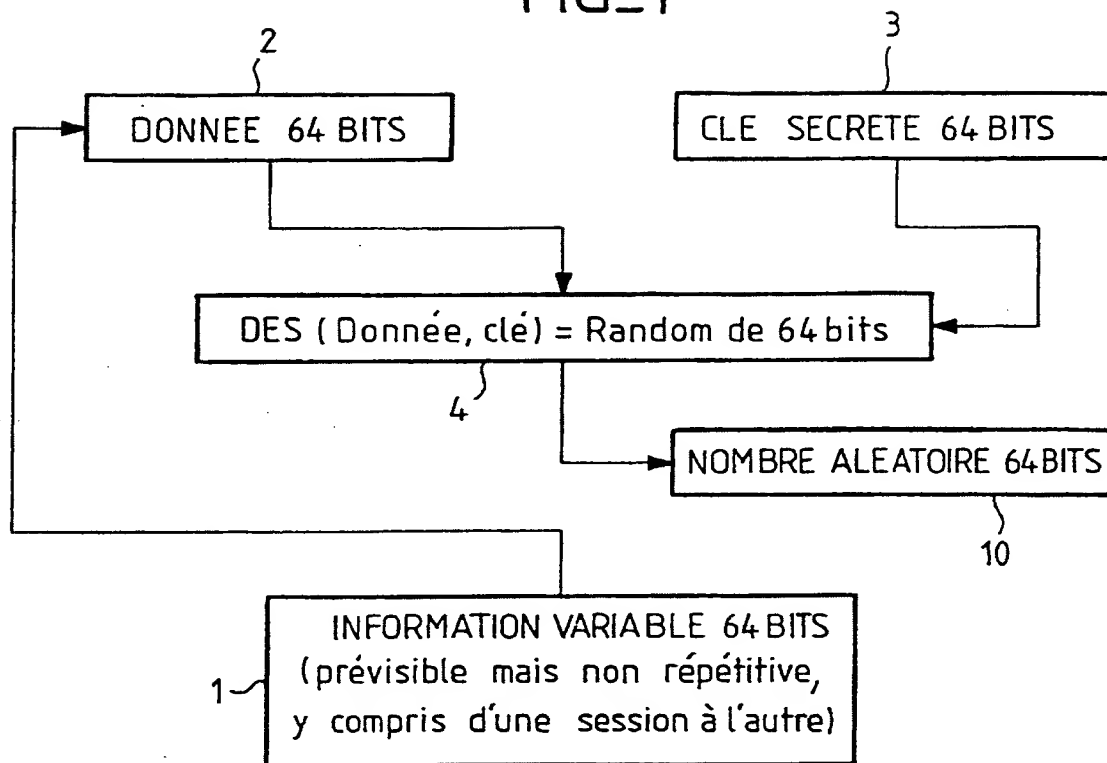 2
3
DONNEE 64 BITS
CLE SECRETE 64 BITS
DES (Donnée, clé) = Random de 64 bits
4
NOMBRE ALEATOIRE 64 BITS
10
INFORMATION VARIABLE 64 BITS
(prévisible mais non répétitive,
1
y compris d'une session à l'autre)